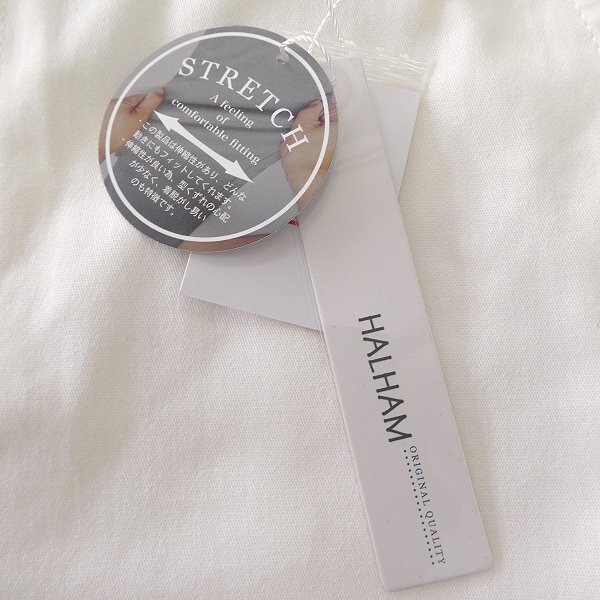 STRETCH
A feeling
of
comfortable fitting
この製品は伸縮性があり、どんな
動きにもフィットしてくれます。
伸縮性が良い為、型くずれの心配
が少なく、着脱がし易い
のも特徴です。
HALHAM
ORIGINAL QUALITY